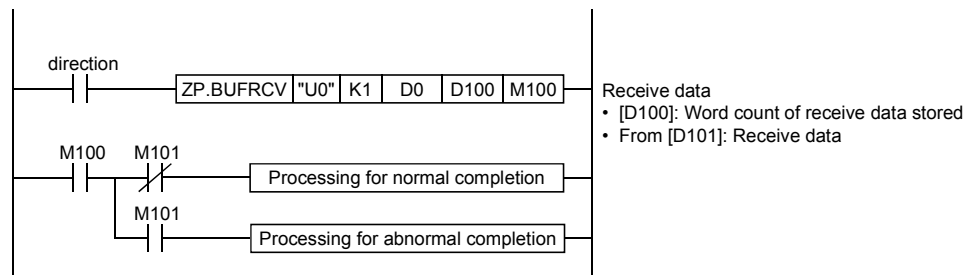 direction
ZP.BUFRCV "U0" K1 D0 D100 M100
Receive data
• [D100]: Word count of receive data stored
• From [D101]: Receive data
M100 M101
Processing for normal completion
M101
Processing for abnormal completion